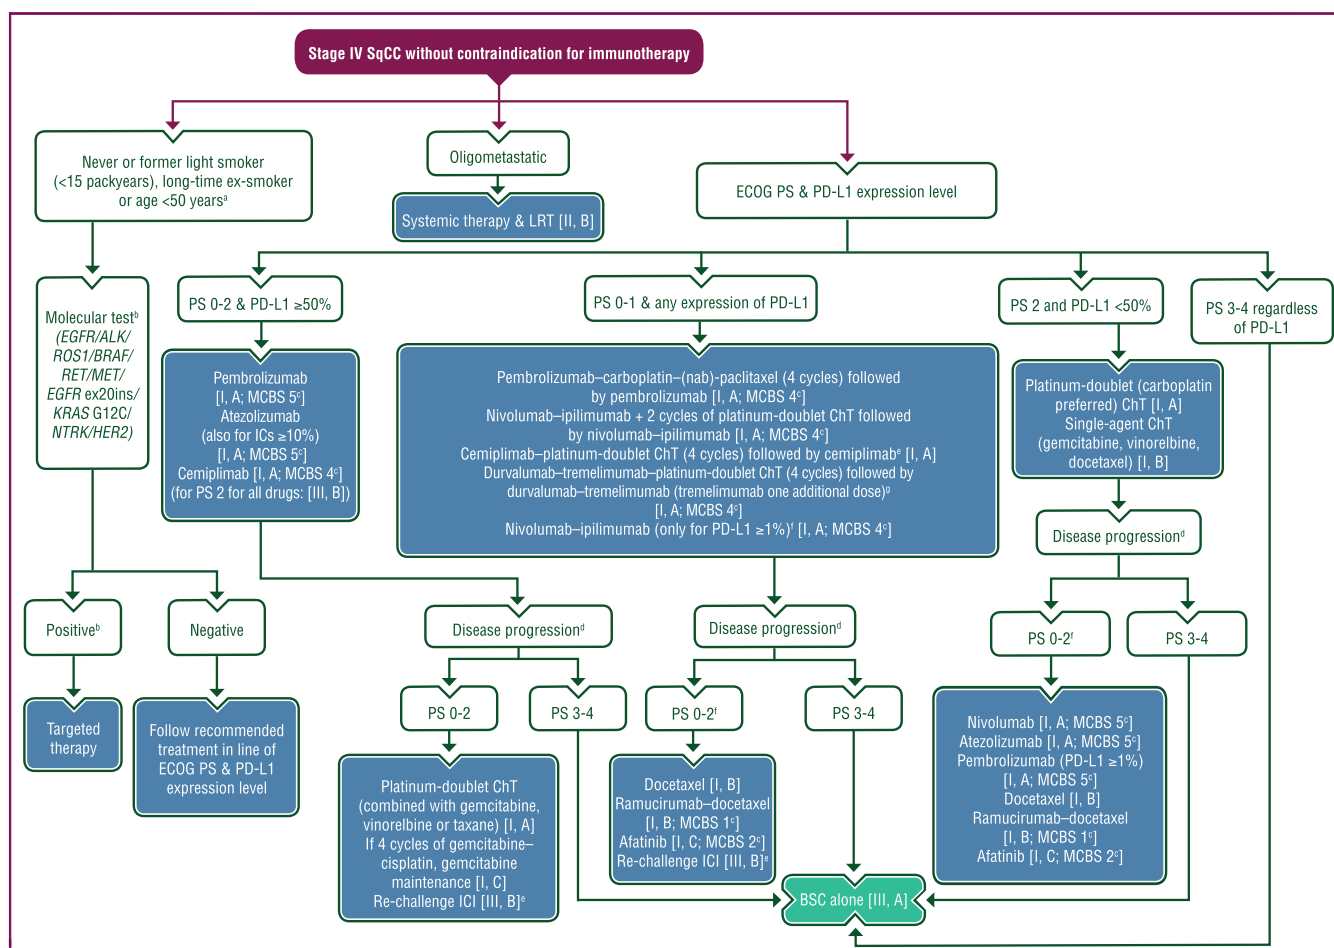 Stage IV SqCC without contraindication for immunotherapy
Never or former light smoker
(<15 packyears), long-time ex-smoker
or age <50 yearsᵃ
Oligometastatic
Systemic therapy & LRT [II, B]
ECOG PS & PD-L1 expression level
Molecular testᵇ
(EGFR/ALK/
ROS1/BRAF/
RET/MET/
EGFR ex20ins/
KRAS G12C/
NTRK/HER2)
PS 0-2 & PD-L1 ≥50%
Pembrolizumab
[I, A; MCBS 5ᶜ]
Atezolizumab
(also for ICs ≥10%)
[I, A; MCBS 5ᶜ]
Cemiplimab [I, A; MCBS 4ᶜ]
(for PS 2 for all drugs: [III, B])
PS 0-1 & any expression of PD-L1
Pembrolizumab–carboplatin–(nab)-paclitaxel (4 cycles) followed
by pembrolizumab [I, A; MCBS 4ᶜ]
Nivolumab–ipilimumab + 2 cycles of platinum-doublet ChT followed
by nivolumab–ipilimumab [I, A; MCBS 4ᶜ]
Cemiplimab–platinum-doublet ChT (4 cycles) followed by cemiplimabᵉ [I, A]
Durvalumab–tremelimumab–platinum-doublet ChT (4 cycles) followed by
durvalumab–tremelimumab (tremelimumab one additional dose)ᵍ
[I, A; MCBS 4ᶜ]
Nivolumab–ipilimumab (only for PD-L1 ≥1%)ᶠ [I, A; MCBS 4ᶜ]
PS 2 and PD-L1 <50%
Platinum-doublet (carboplatin
preferred) ChT [I, A]
Single-agent ChT
(gemcitabine, vinorelbine,
docetaxel) [I, B]
PS 3-4 regardless
of PD-L1
Disease progressionᵈ
Positiveᵇ
Negative
Targeted
therapy
Follow recommended
treatment in line of
ECOG PS & PD-L1
expression level
Disease progressionᵈ
PS 0-2
PS 3-4
Platinum-doublet ChT
(combined with gemcitabine,
vinorelbine or taxane) [I, A]
If 4 cycles of gemcitabine–
cisplatin, gemcitabine
maintenance [I, C]
Re-challenge ICI [III, B]ᵉ
Disease progressionᵈ
PS 0-2ᶠ
PS 3-4
Docetaxel [I, B]
Ramucirumab–docetaxel
[I, B; MCBS 1ᶜ]
Afatinib [I, C; MCBS 2ᶜ]
Re-challenge ICI [III, B]ᵉ
PS 0-2ᶠ
PS 3-4
Nivolumab [I, A; MCBS 5ᶜ]
Atezolizumab [I, A; MCBS 5ᶜ]
Pembrolizumab (PD-L1 ≥1%)
[I, A; MCBS 5ᶜ]
Docetaxel [I, B]
Ramucirumab–docetaxel
[I, B; MCBS 1ᶜ]
Afatinib [I, C; MCBS 2ᶜ]
BSC alone [III, A]